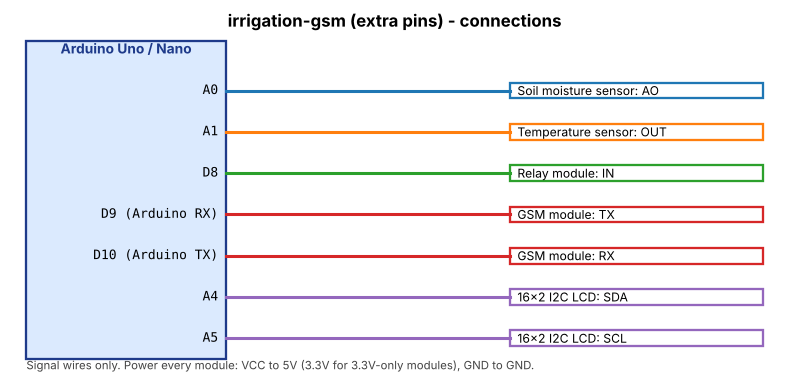 irrigation-gsm (extra pins) - connections
Arduino Uno / Nano
A0 Soil moisture sensor: AO
A1 Temperature sensor: OUT
D8 Relay module: IN
D9 (Arduino RX) GSM module: TX
D10 (Arduino TX) GSM module: RX
A4 16×2 I2C LCD: SDA
A5 16×2 I2C LCD: SCL
Signal wires only. Power every module: VCC to 5V (3.3V for 3.3V-only modules), GND to GND.